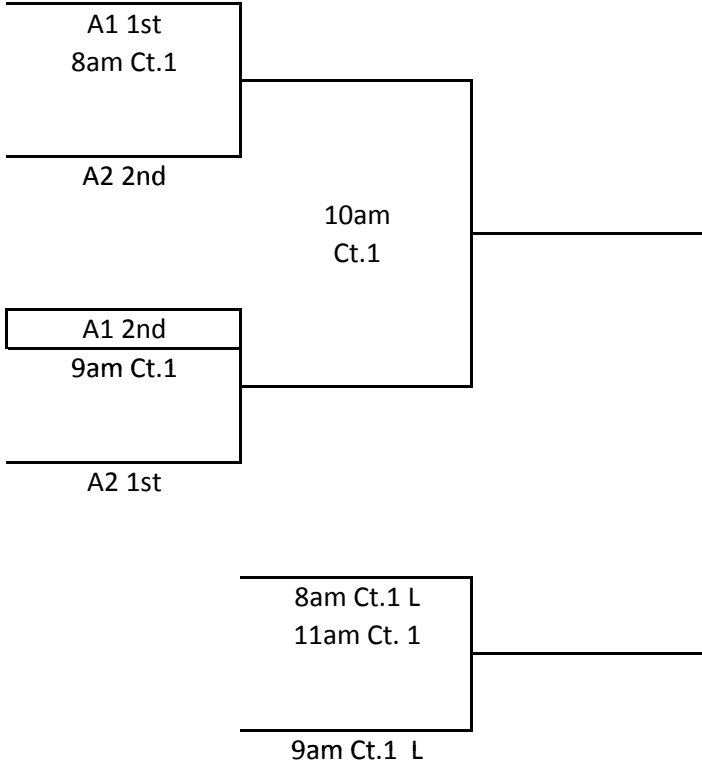 A1 1st
8am Ct.1
A2 2nd
10am
Ct.1
A1 2nd
9am Ct.1
A2 1st
8am Ct.1 L
11am Ct. 1
9am Ct.1  L